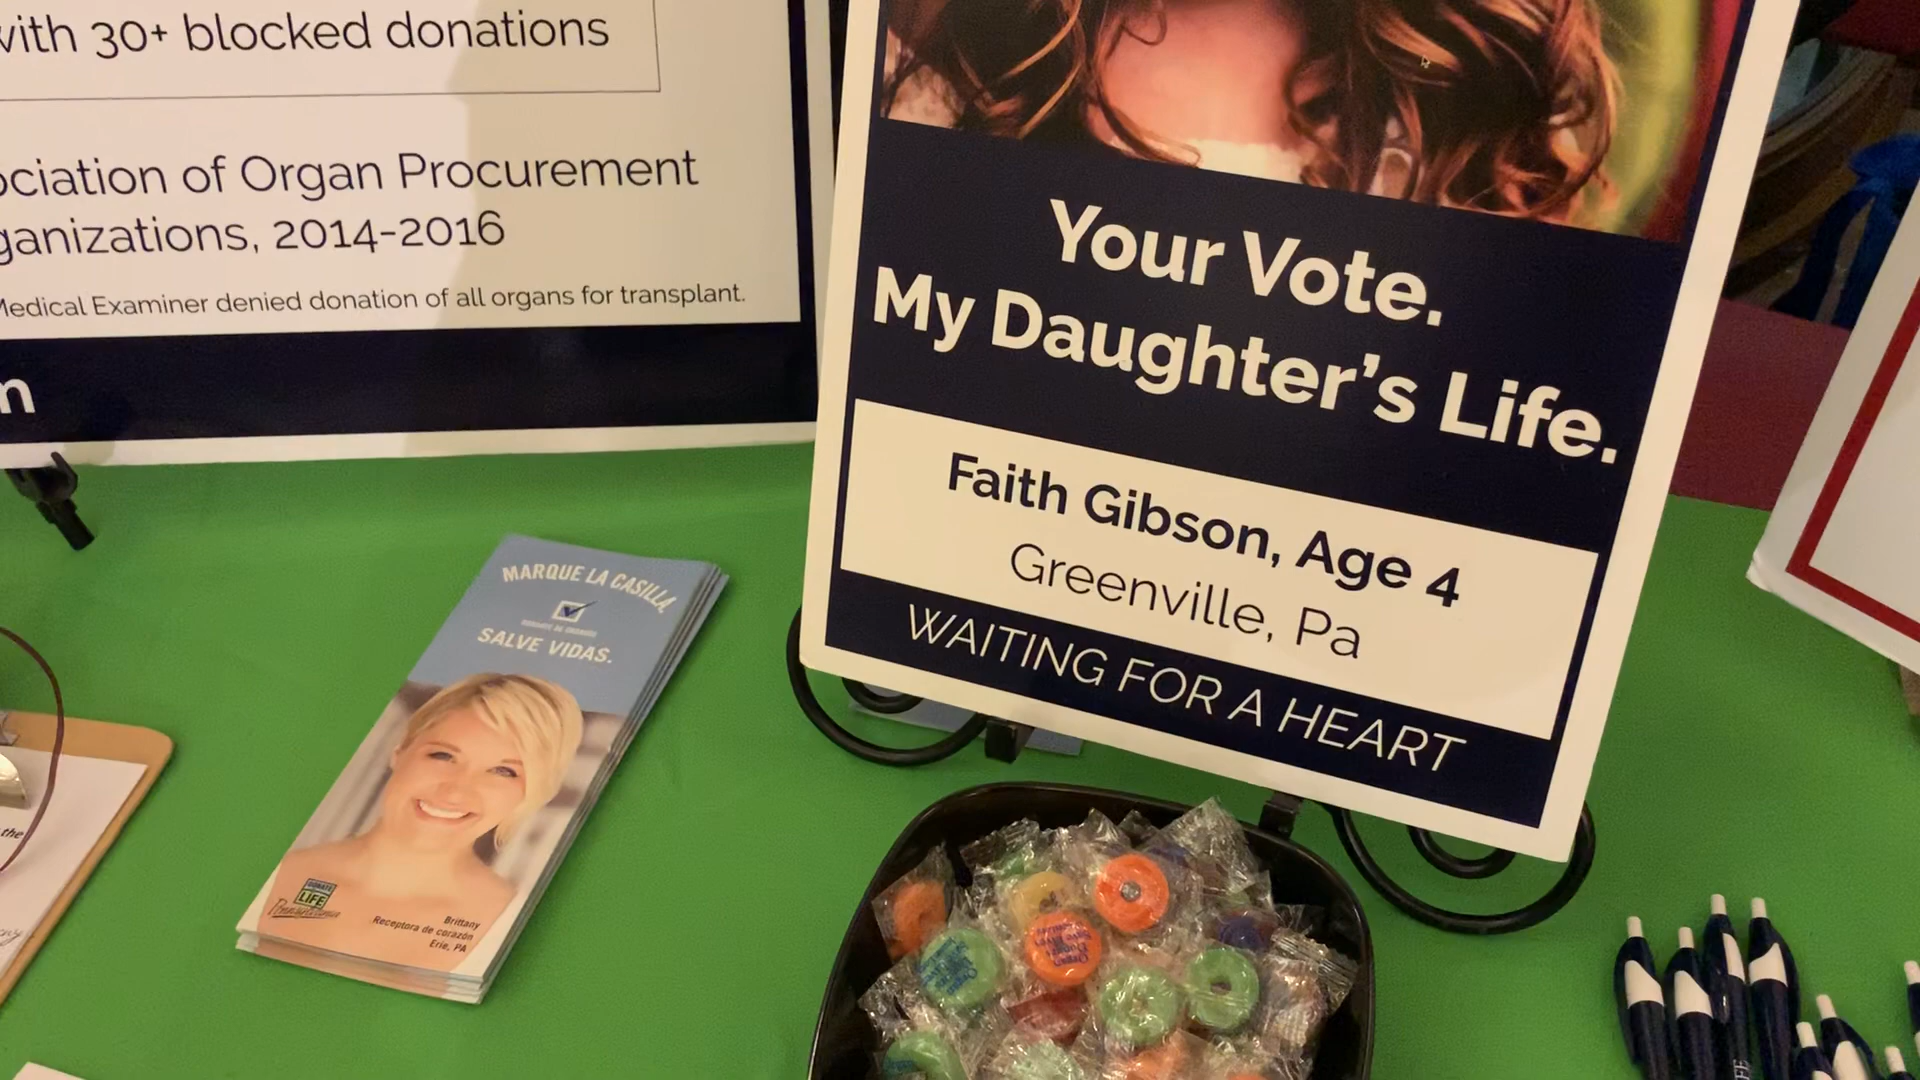 with 30+ blocked donations
ociation of Organ Procurement
ganizations, 2014-2016
Medical Examiner denied donation of all organs for transplant.
m
Your Vote.
My Daughter's Life.
Faith Gibson, Age 4
Greenville, Pa
WAITING FOR A HEART
MARQUE LA CASILLA
SALVE VIDAS.
DONATE
LiFE
Pennsylvania
Brittany
Receptora de corazón
Erie, PA
the